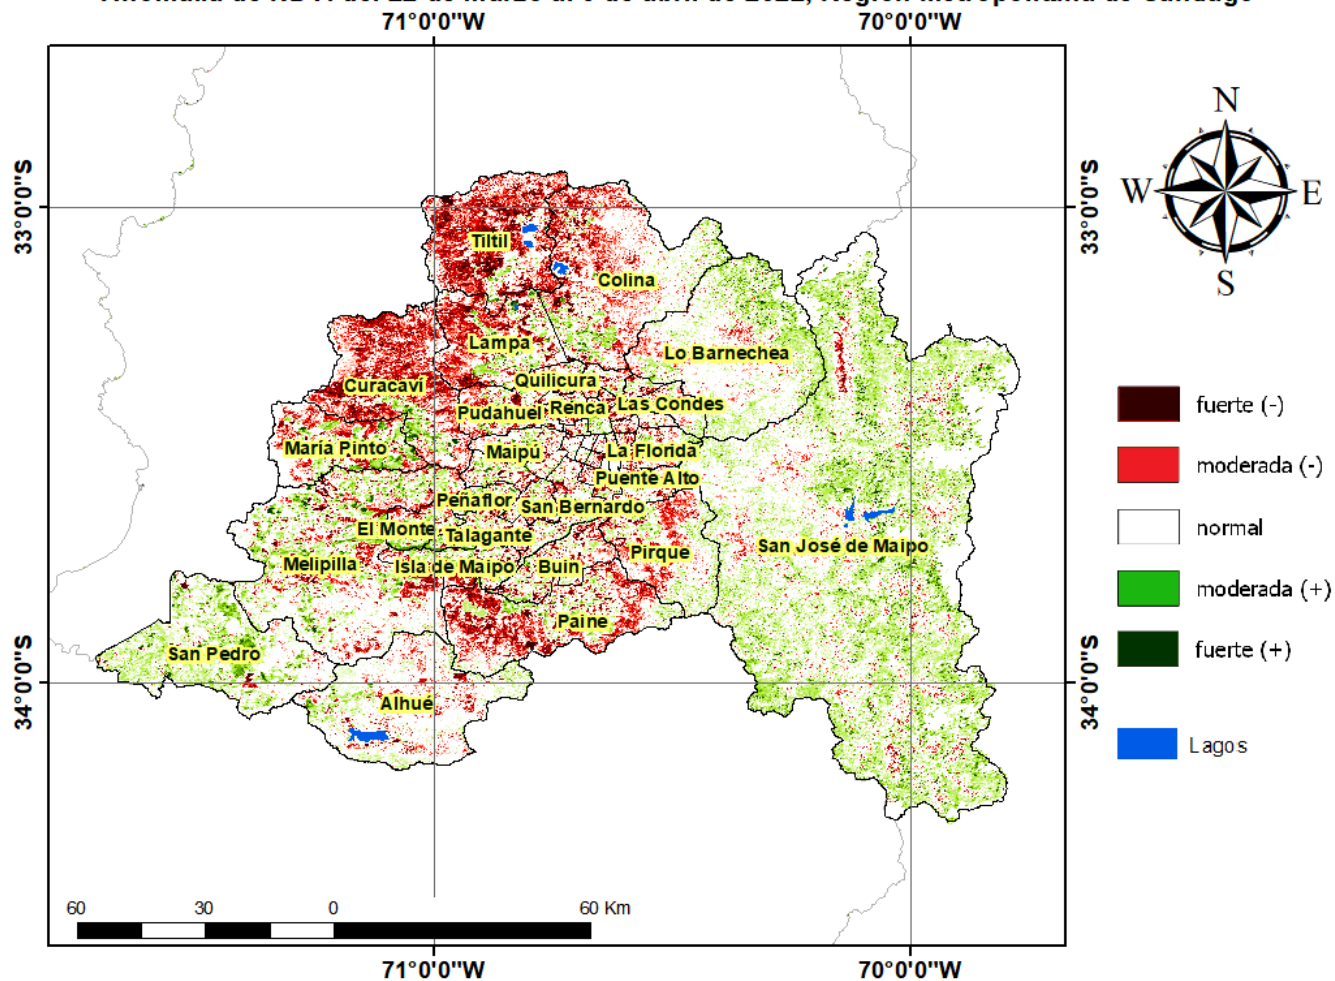 71°0'0"W 70°0'0"W
33°0'0"S
33°0'0"S
34°0'0"S
34°0'0"S
N
W E
S
Tiltil
Colina
Lampa
Lo Barnechea
Quilicura
Curacaví
Pudahuel Renca Las Condes
María Pinto
Maipú
La Florida
Puente Alto
Peñaflor
San Bernardo
El Monte
Talagante
San José de Maipo
Pirque
Melipilla
Isla de Maipo
Buin
Paine
San Pedro
Alhué
fuerte (-)
moderada (-)
normal
moderada (+)
fuerte (+)
Lagos
60 30 0 60 Km
71°0'0"W 70°0'0"W